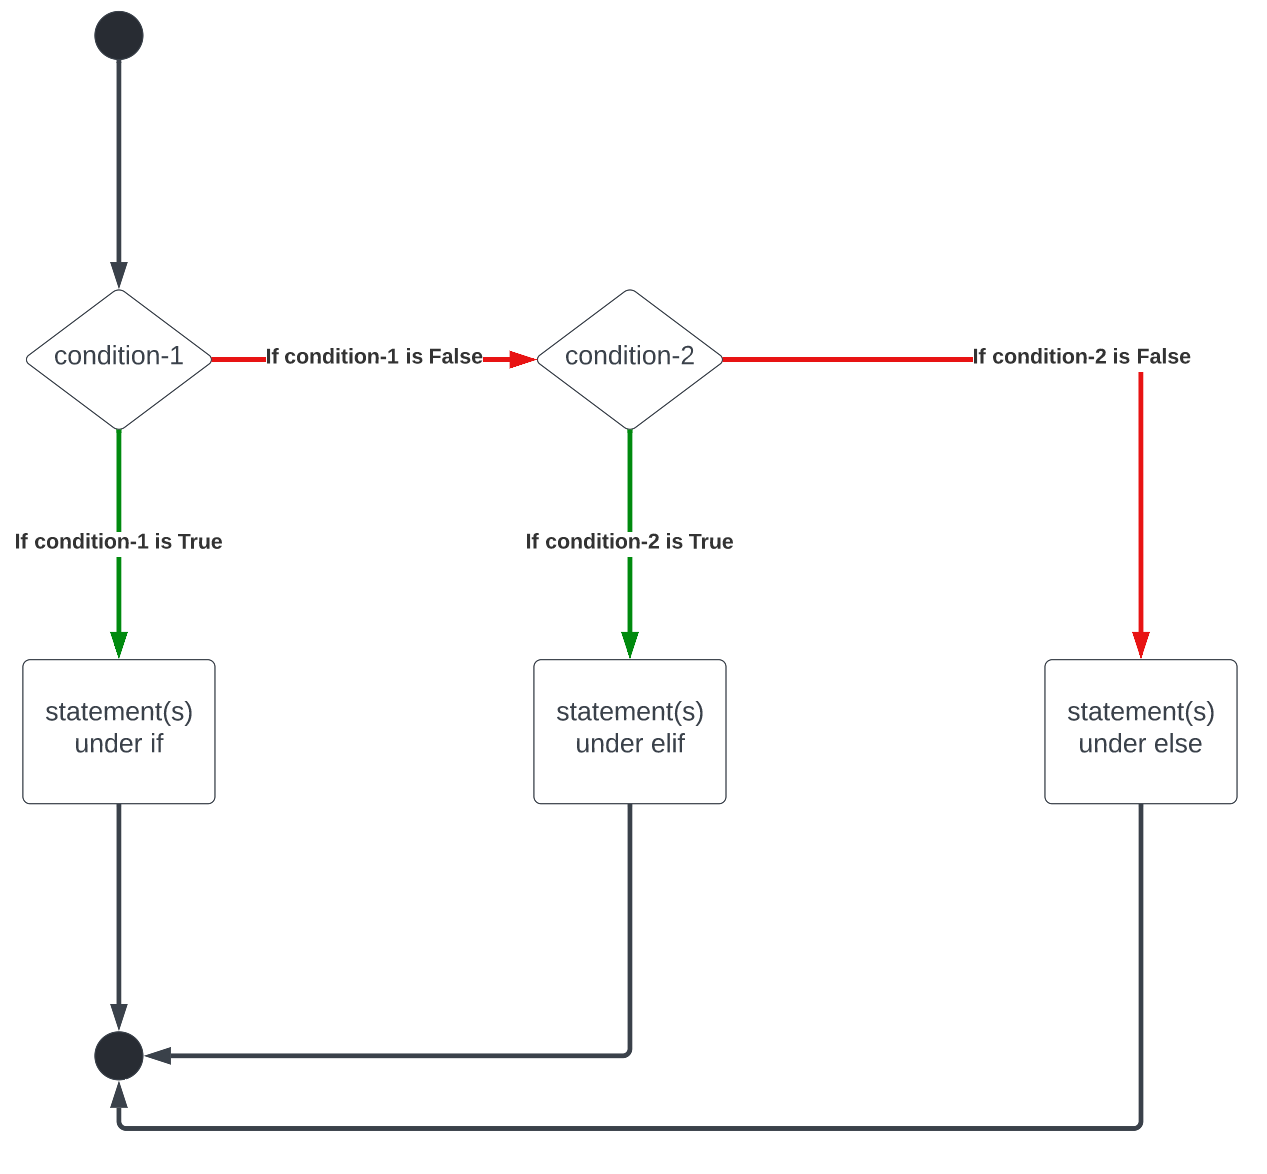 condition-1
If condition-1 is False
condition-2
If condition-2 is False
If condition-1 is True
If condition-2 is True
statement(s)
under if
statement(s)
under elif
statement(s)
under else